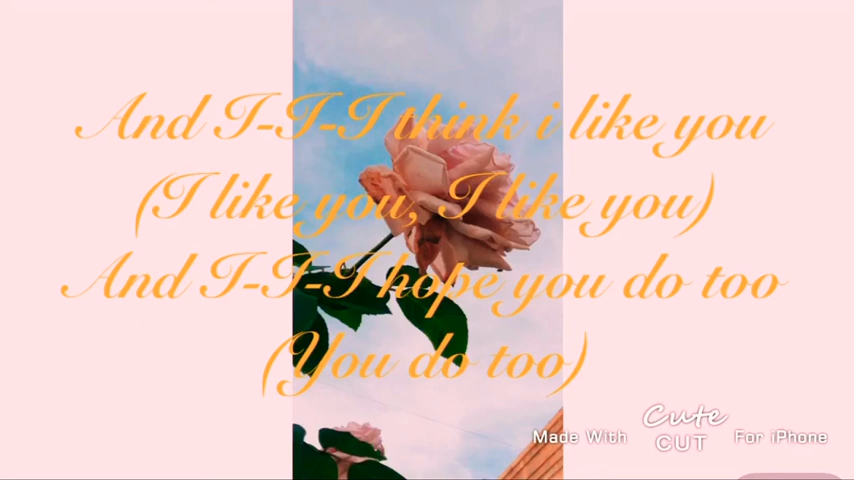 And I-I-I think i like you
(I like you, I like you)
And I-I-I hope you do too
(You do too)
Made With Cute CUT For iPhone